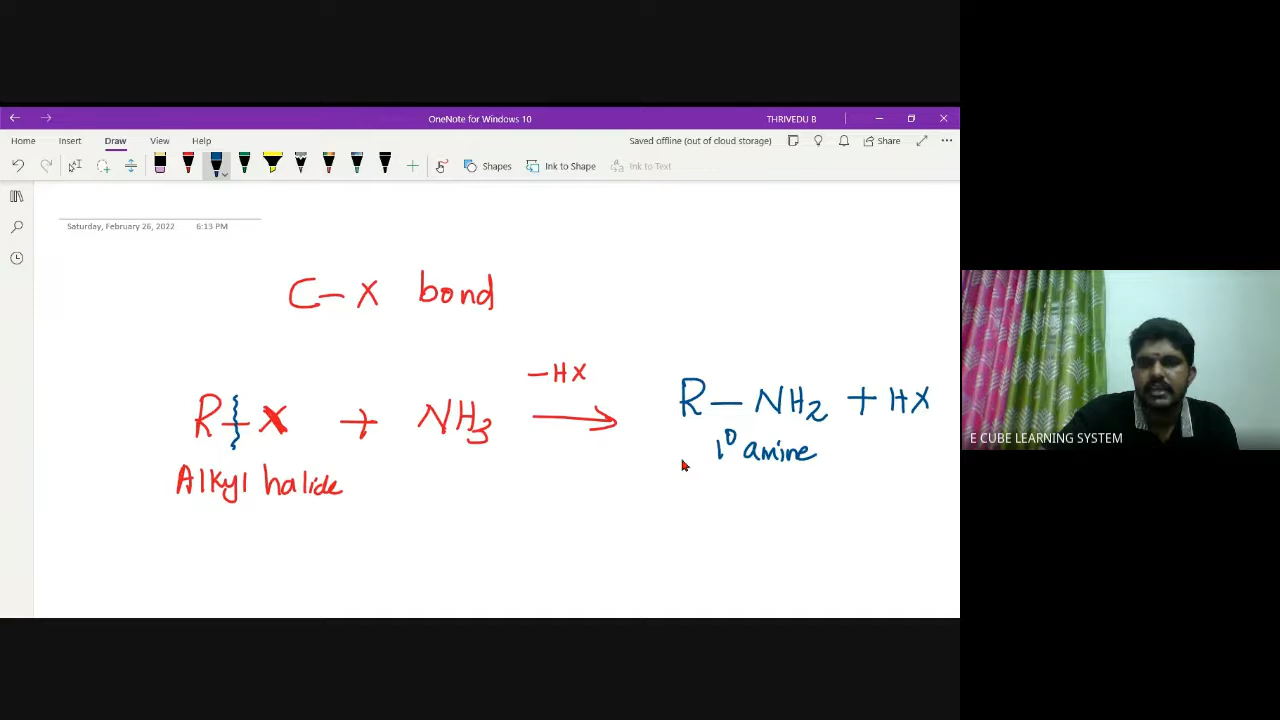 OneNote for Windows 10
THRIVEDU B
Home Insert Draw View Help
Saved offline (out of cloud storage)
Share
Shapes
Ink to Shape
Ink to Text
Saturday, February 26, 2022 6:13 PM
C–X bond
–HX
R–X + NH3 → R–NH2 + HX
1⁰ amine
Alkyl halide
E CUBE LEARNING SYSTEM